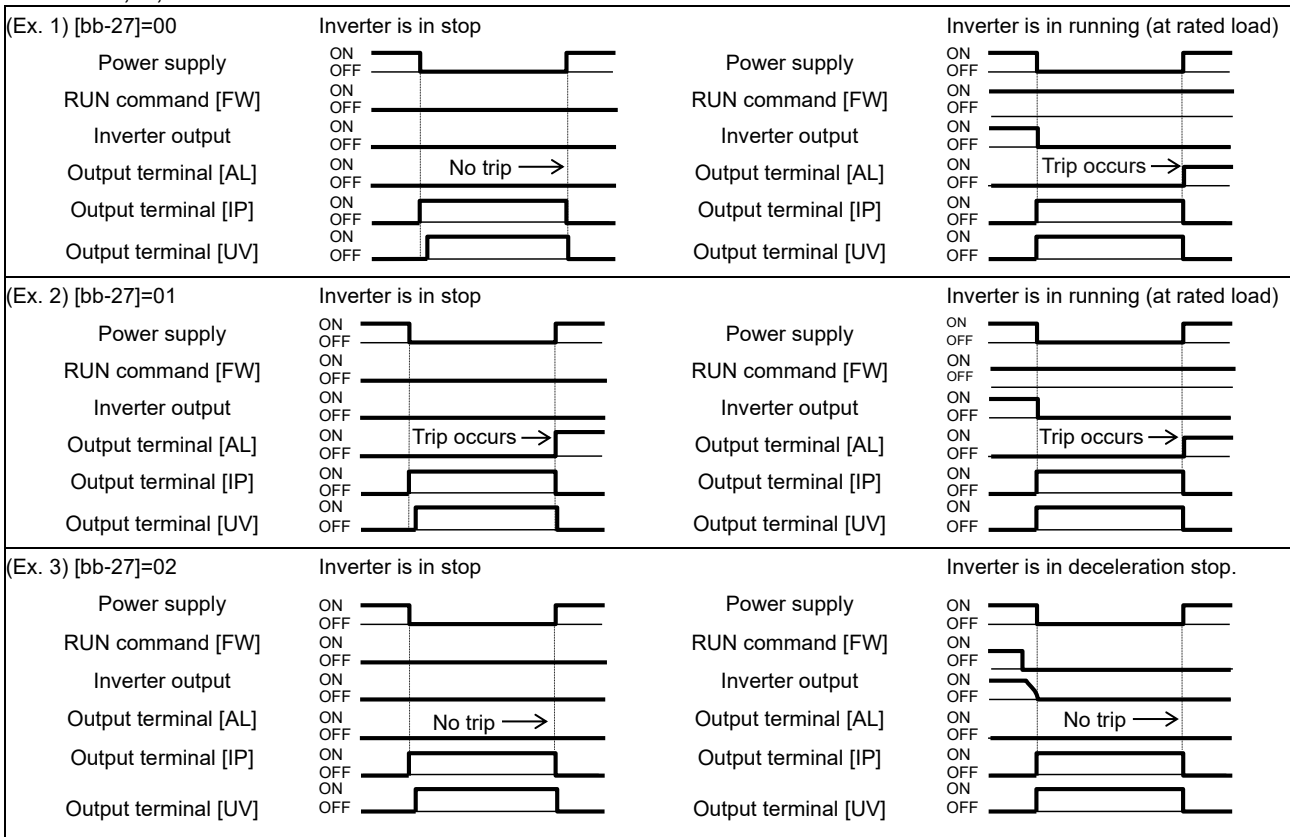 (Ex. 1) [bb-27]=00
Inverter is in stop
Power supply
ON
OFF
RUN command [FW]
ON
OFF
Inverter output
ON
OFF
Output terminal [AL]
ON
OFF
No trip
Output terminal [IP]
ON
OFF
Output terminal [UV]
ON
OFF
Inverter is in running (at rated load)
Power supply
ON
OFF
RUN command [FW]
ON
OFF
Inverter output
ON
OFF
Output terminal [AL]
ON
OFF
Trip occurs
Output terminal [IP]
ON
OFF
Output terminal [UV]
ON
OFF
(Ex. 2) [bb-27]=01
Inverter is in stop
Power supply
ON
OFF
RUN command [FW]
ON
OFF
Inverter output
ON
OFF
Output terminal [AL]
ON
OFF
Trip occurs
Output terminal [IP]
ON
OFF
Output terminal [UV]
ON
OFF
Inverter is in running (at rated load)
Power supply
ON
OFF
RUN command [FW]
ON
OFF
Inverter output
ON
OFF
Output terminal [AL]
ON
OFF
Trip occurs
Output terminal [IP]
ON
OFF
Output terminal [UV]
ON
OFF
(Ex. 3) [bb-27]=02
Inverter is in stop
Power supply
ON
OFF
RUN command [FW]
ON
OFF
Inverter output
ON
OFF
Output terminal [AL]
ON
OFF
No trip
Output terminal [IP]
ON
OFF
Output terminal [UV]
ON
OFF
Inverter is in deceleration stop.
Power supply
ON
OFF
RUN command [FW]
ON
OFF
Inverter output
ON
OFF
Output terminal [AL]
ON
OFF
No trip
Output terminal [IP]
ON
OFF
Output terminal [UV]
ON
OFF